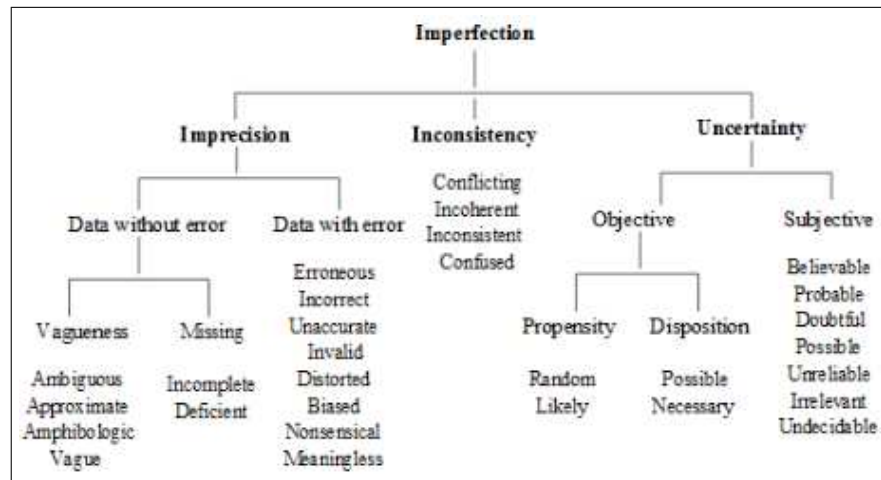 Imperfection
Imprecision
Inconsistency
Uncertainty
Conflicting
Incoherent
Inconsistent
Confused
Data without error
Data with error
Objective
Subjective
Erroneous
Incorrect
Unaccurate
Invalid
Distorted
Biased
Nonsensical
Meaningless
Believable
Probable
Doubtful
Possible
Unreliable
Irrelevant
Undecidable
Vagueness
Missing
Propensity
Disposition
Ambiguous
Approximate
Amphibologic
Vague
Incomplete
Deficient
Random
Likely
Possible
Necessary